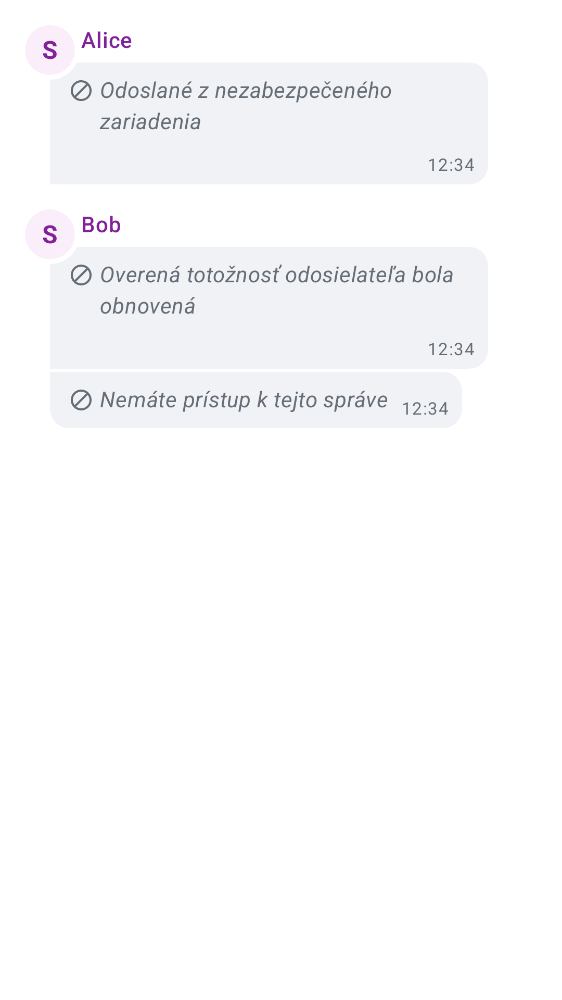 S
Alice
Odoslané z nezabezpečeného
zariadenia
12:34
S
Bob
Overená totožnosť odosielateľa bola
obnovená
12:34
Nemáte prístup k tejto správe
12:34